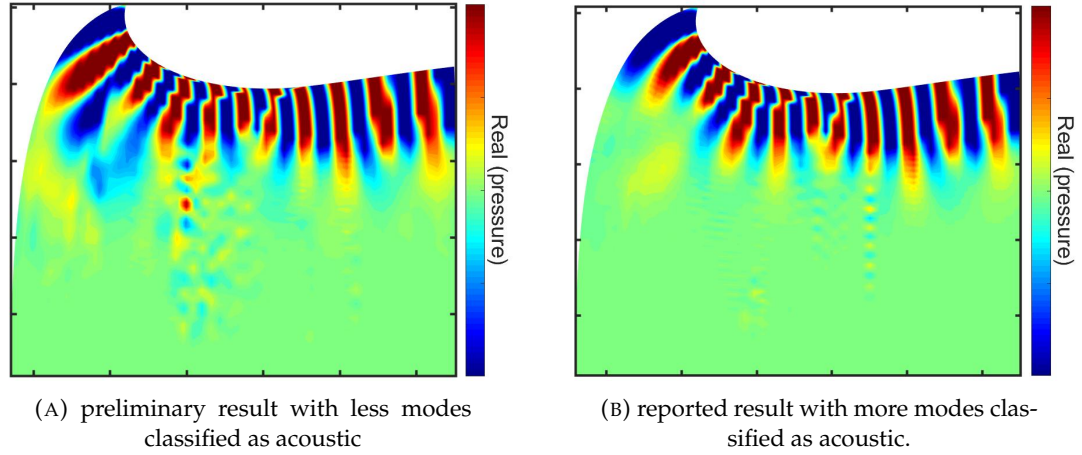 Real (pressure)
Real (pressure)
(A) preliminary result with less modes
classified as acoustic
(B) reported result with more modes clas-
sified as acoustic.